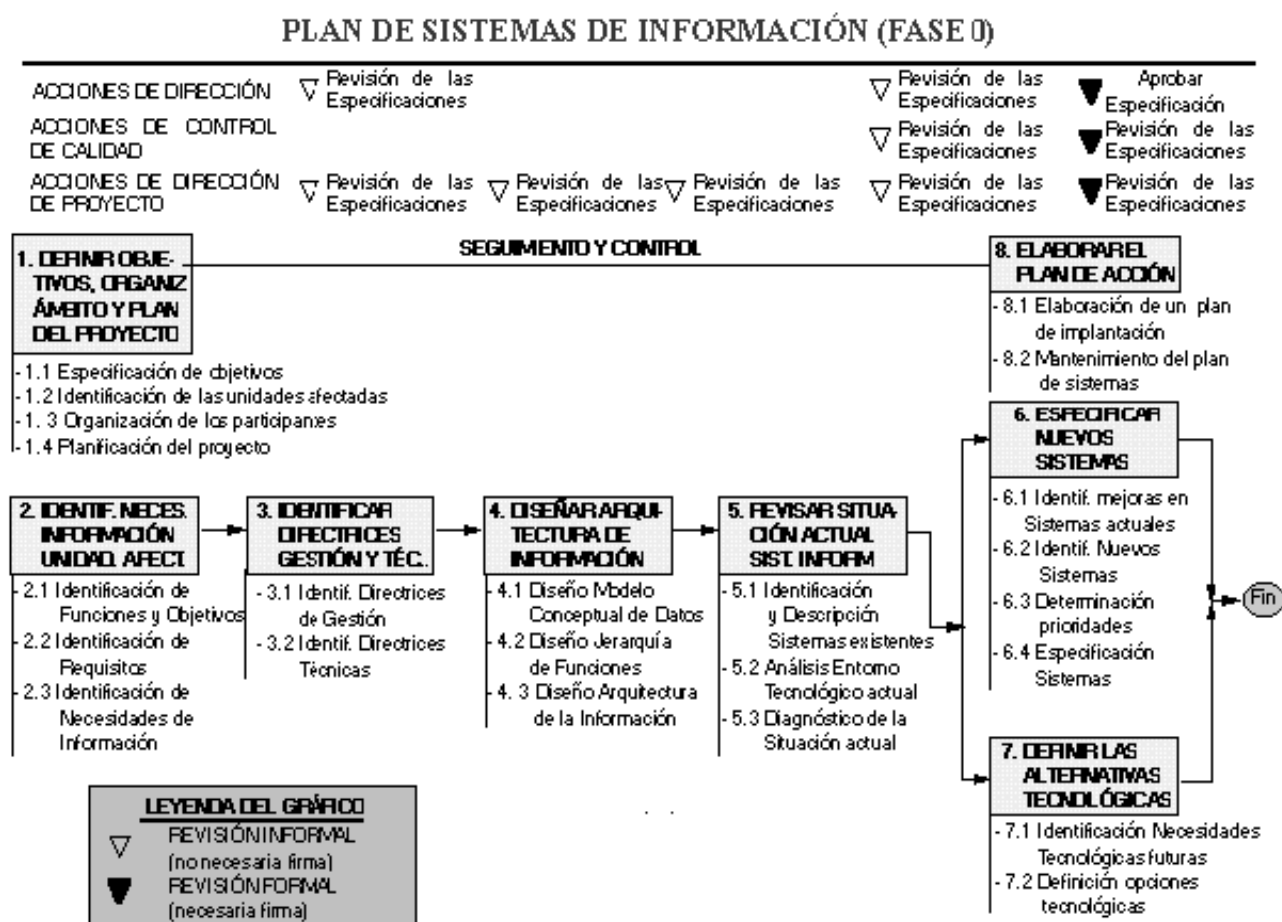 PLAN DE SISTEMAS DE INFORMACIÓN (FASE 0)
ACCIONES DE DIRECCIÓN
Revisión de las
Especificaciones
Revisión de las
Especificaciones
Aprobar
Especificación
ACCIONES DE CONTROL
DE CALIDAD
Revisión de las
Especificaciones
Revisión de las
Especificaciones
ACCIONES DE DIRECCIÓN
DE PROYECTO
Revisión de las
Especificaciones
Revisión de las
Especificaciones
Revisión de las
Especificaciones
Revisión de las
Especificaciones
Revisión de las
Especificaciones
1. DEFINIR OBJE-
TIVOS, ORGANIZ
ÁMBITO Y PLAN
DEL PROYECTO
- 1.1 Especificación de objetivos
- 1.2 Identificación de las unidades afectadas
- 1. 3 Organización de los participantes
- 1.4 Planificación del proyecto
SEGUIMIENTO Y CONTROL
8. ELABORAR EL
PLAN DE ACCIÓN
- 8.1 Elaboración de un plan
de implantación
- 8.2 Mantenimiento del plan
de sistemas
2. IDENTIF. NECES.
INFORMACIÓN
UNIDAD. AFECT.
- 2.1 Identificación de
Funciones y Objetivos
- 2.2 Identificación de
Requisitos
- 2.3 Identificación de
Necesidades de
Información
3. IDENTIFICAR
DIRECTRICES
GESTIÓN Y TÉC..
- 3.1 Identif. Directrices
de Gestión
- 3.2 Identif. Directrices
Técnicas
4. DISEÑAR ARQUI-
TECTURA DE
INFORMACIÓN
- 4.1 Diseño Modelo
Conceptual de Datos
- 4.2 Diseño Jerarquía
de Funciones
- 4. 3 Diseño Arquitectura
de la Información
5. REVISAR SITUA-
CIÓN ACTUAL
SIST. INFORM
- 5.1 Identificación
y Descripción
Sistemas existentes
- 5.2 Análisis Entorno
Tecnológico actual
- 5.3 Diagnóstico de la
Situación actual
6. ESPECIFICAR
NUEVOS
SISTEMAS
- 6.1 Identif. mejoras en
Sistemas actuales
- 6.2 Identif. Nuevos
Sistemas
- 6.3 Determinación
prioridades
- 6.4 Especificación
Sistemas
Fin
7. DEFINIR LAS
ALTERNATIVAS
TECNOLÓGICAS
- 7.1 Identificación Necesidades
Tecnológicas futuras
- 7.2 Definición opciones
tecnológicas
LEYENDA DEL GRÁFICO
REVISIÓN INFORMAL
(no necesaria firma)
REVISIÓN FORMAL
(necesaria firma)